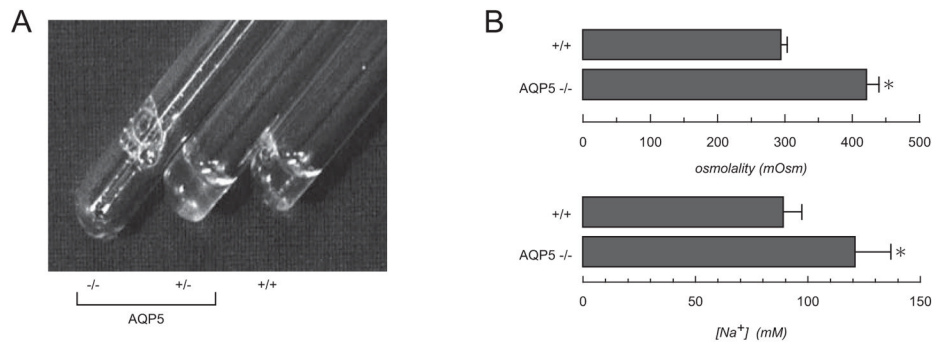 A
-/-
+/-
+/+
AQP5
B
+/+
AQP5 -/-
*
0 100 200 300 400 500
osmolality (mOsm)
+/+
AQP5 -/-
*
0 50 100 150
[Na⁺] (mM)